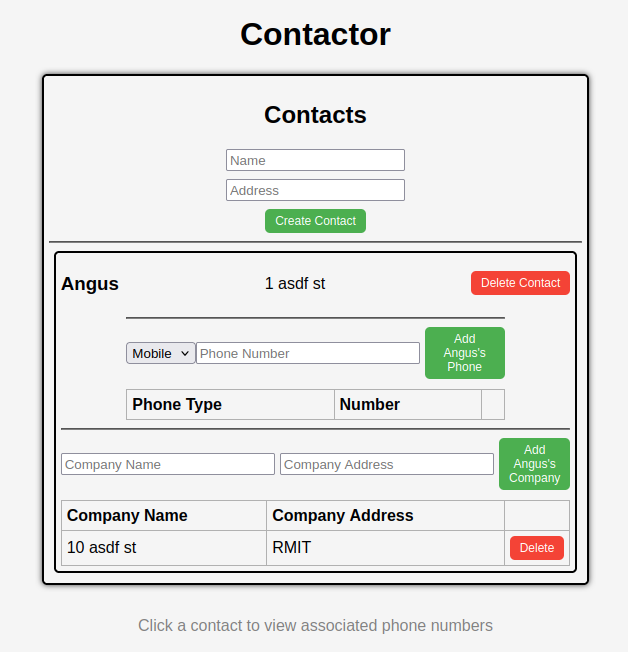 Contactor
Contacts
Name
Address
Create Contact
Angus 1 asdf st Delete Contact
Mobile Phone Number Add
Angus's
Phone
Phone Type Number
Company Name Company Address Add
Angus's
Company
Company Name Company Address
10 asdf st RMIT Delete
Click a contact to view associated phone numbers